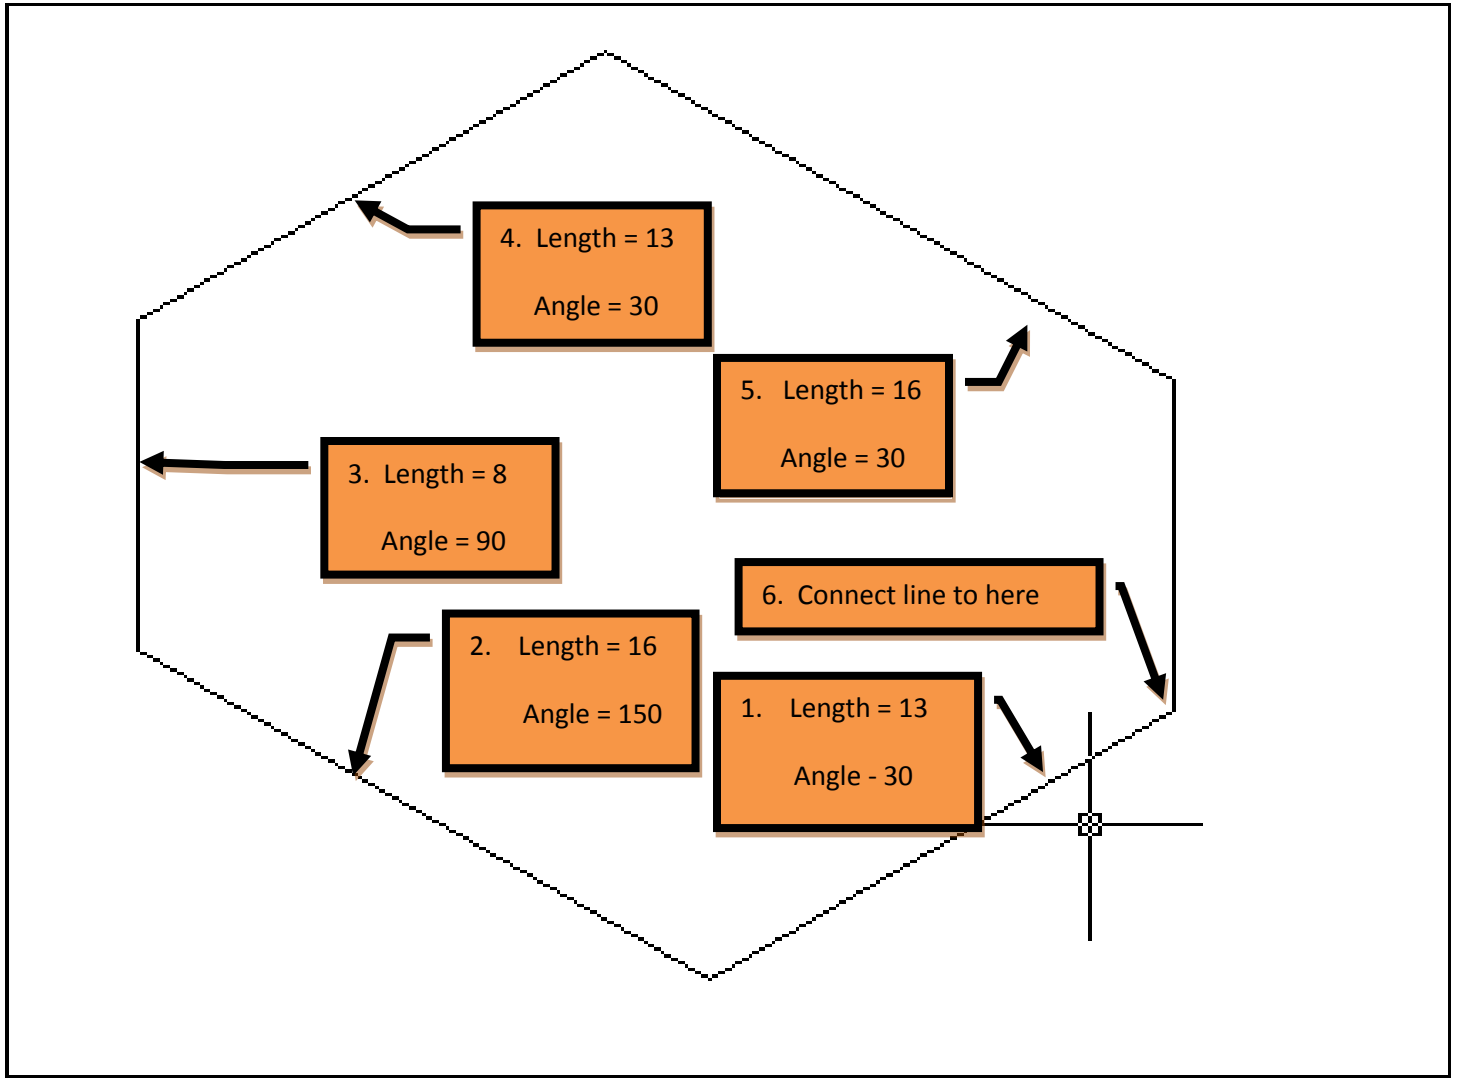 4. Length = 13
Angle = 30
5. Length = 16
Angle = 30
3. Length = 8
Angle = 90
6. Connect line to here
2. Length = 16
Angle = 150
1. Length = 13
Angle - 30